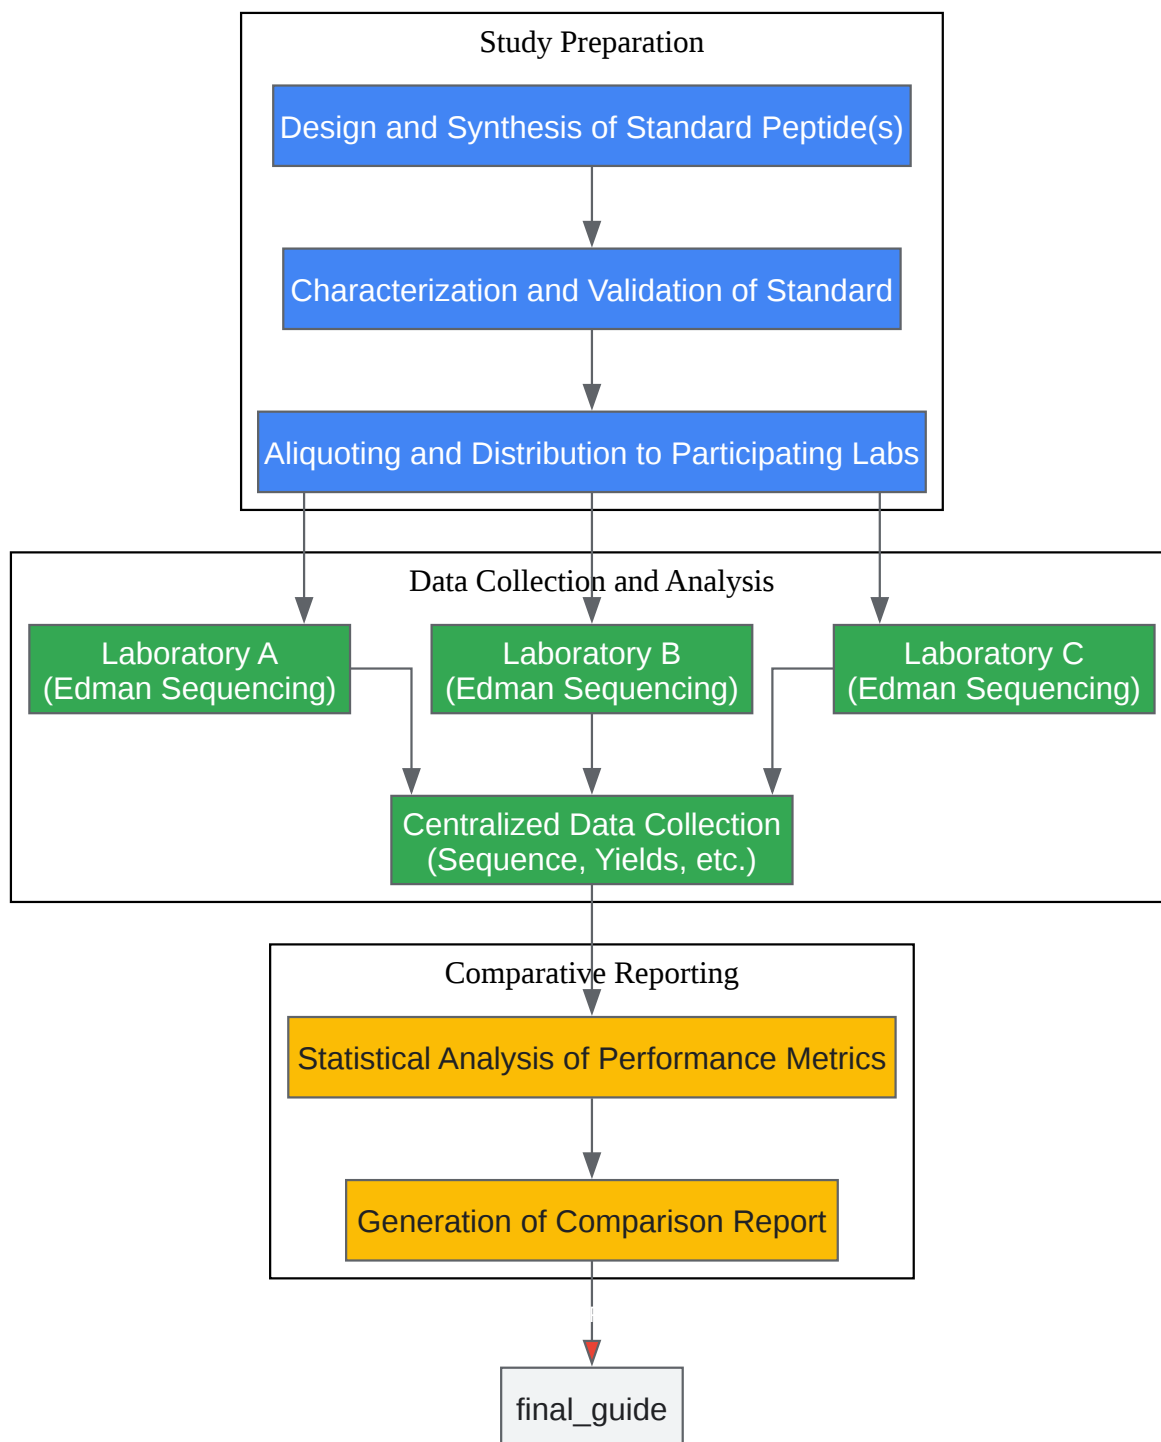 Study Preparation
Design and Synthesis of Standard Peptide(s)
Characterization and Validation of Standard
Aliquoting and Distribution to Participating Labs
Data Collection and Analysis
Laboratory A
(Edman Sequencing)
Laboratory B
(Edman Sequencing)
Laboratory C
(Edman Sequencing)
Centralized Data Collection
(Sequence, Yields, etc.)
Comparative Reporting
Statistical Analysis of Performance Metrics
Generation of Comparison Report
final_guide